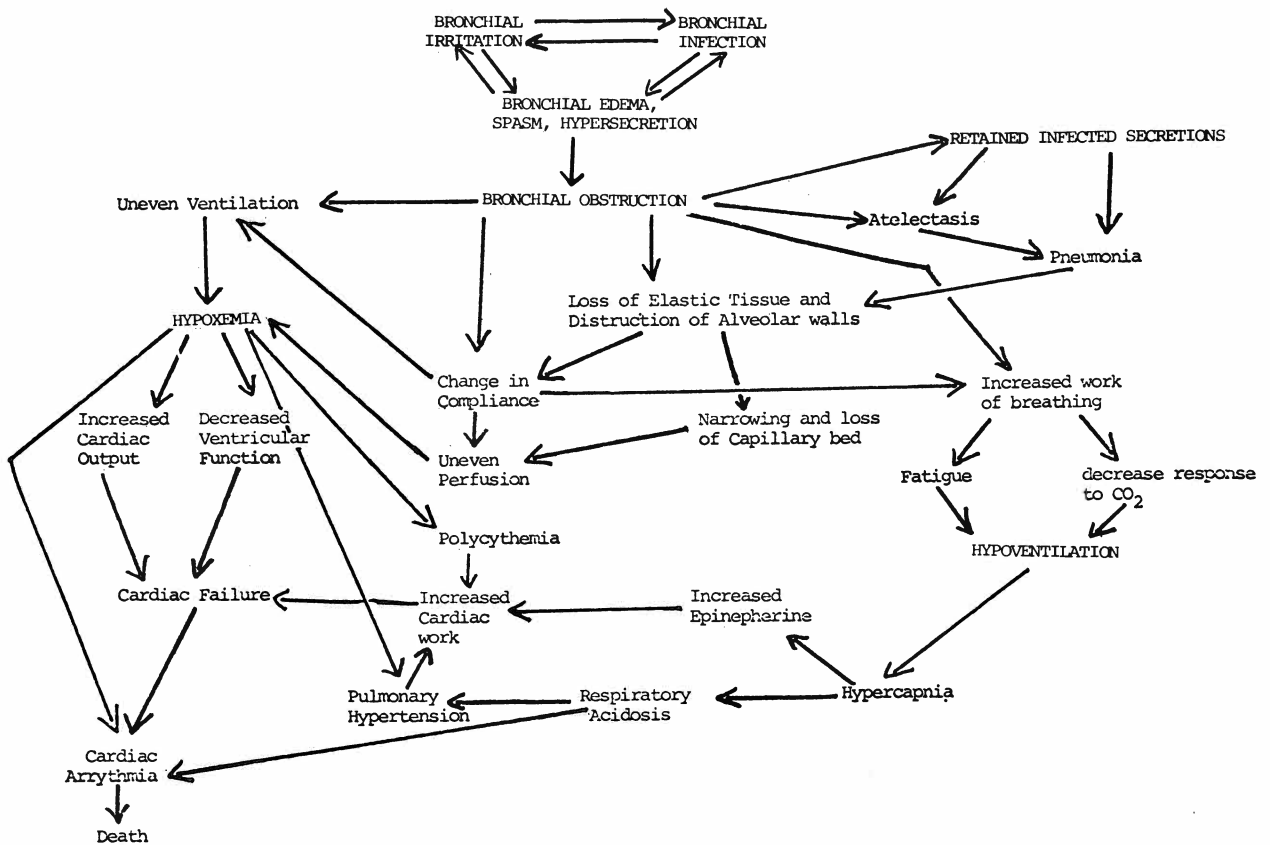 BRONCHIAL
IRRITATION
BRONCHIAL
INFECTION
BRONCHIAL EDEMA,
SPASM, HYPERSECRETION
RETAINED INFECTED SECRETIONS
Uneven Ventilation
BRONCHIAL OBSTRUCTION
Atelectasis
Pneumonia
Loss of Elastic Tissue and
Distruction of Alveolar walls
HYPOXEMIA
Change in
Compliance
Increased work
of breathing
Increased
Cardiac
Output
Decreased
Ventricular
Function
Narrowing and loss
of Capillary bed
Uneven
Perfusion
Fatigue
decrease response
to CO2
Polycythemia
HYPOVENTILATION
Cardiac Failure
Increased
Cardiac
work
Increased
Epinepherine
Pulmonary
Hypertension
Respiratory
Acidosis
Hypercapnia
Cardiac
Arrythmia
Death